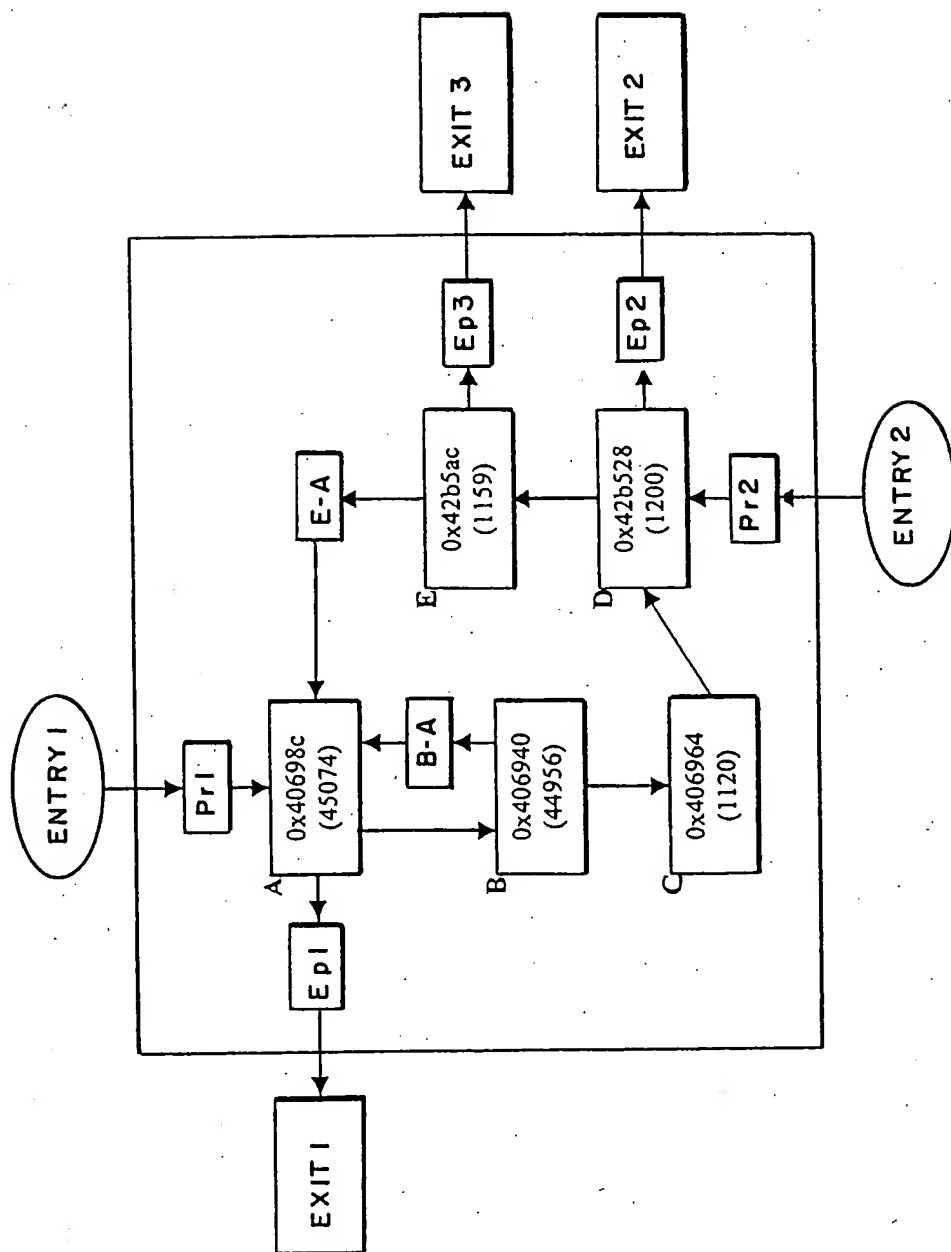 ENTRY 1
Pr1
A
0x40698c
(45074)
Ep1
EXIT 1
B-A
B
0x406940
(44956)
C
0x406964
(1120)
E-A
E
0x42b5ac
(1159)
Ep3
EXIT 3
D
0x42b528
(1200)
Ep2
EXIT 2
Pr2
ENTRY 2